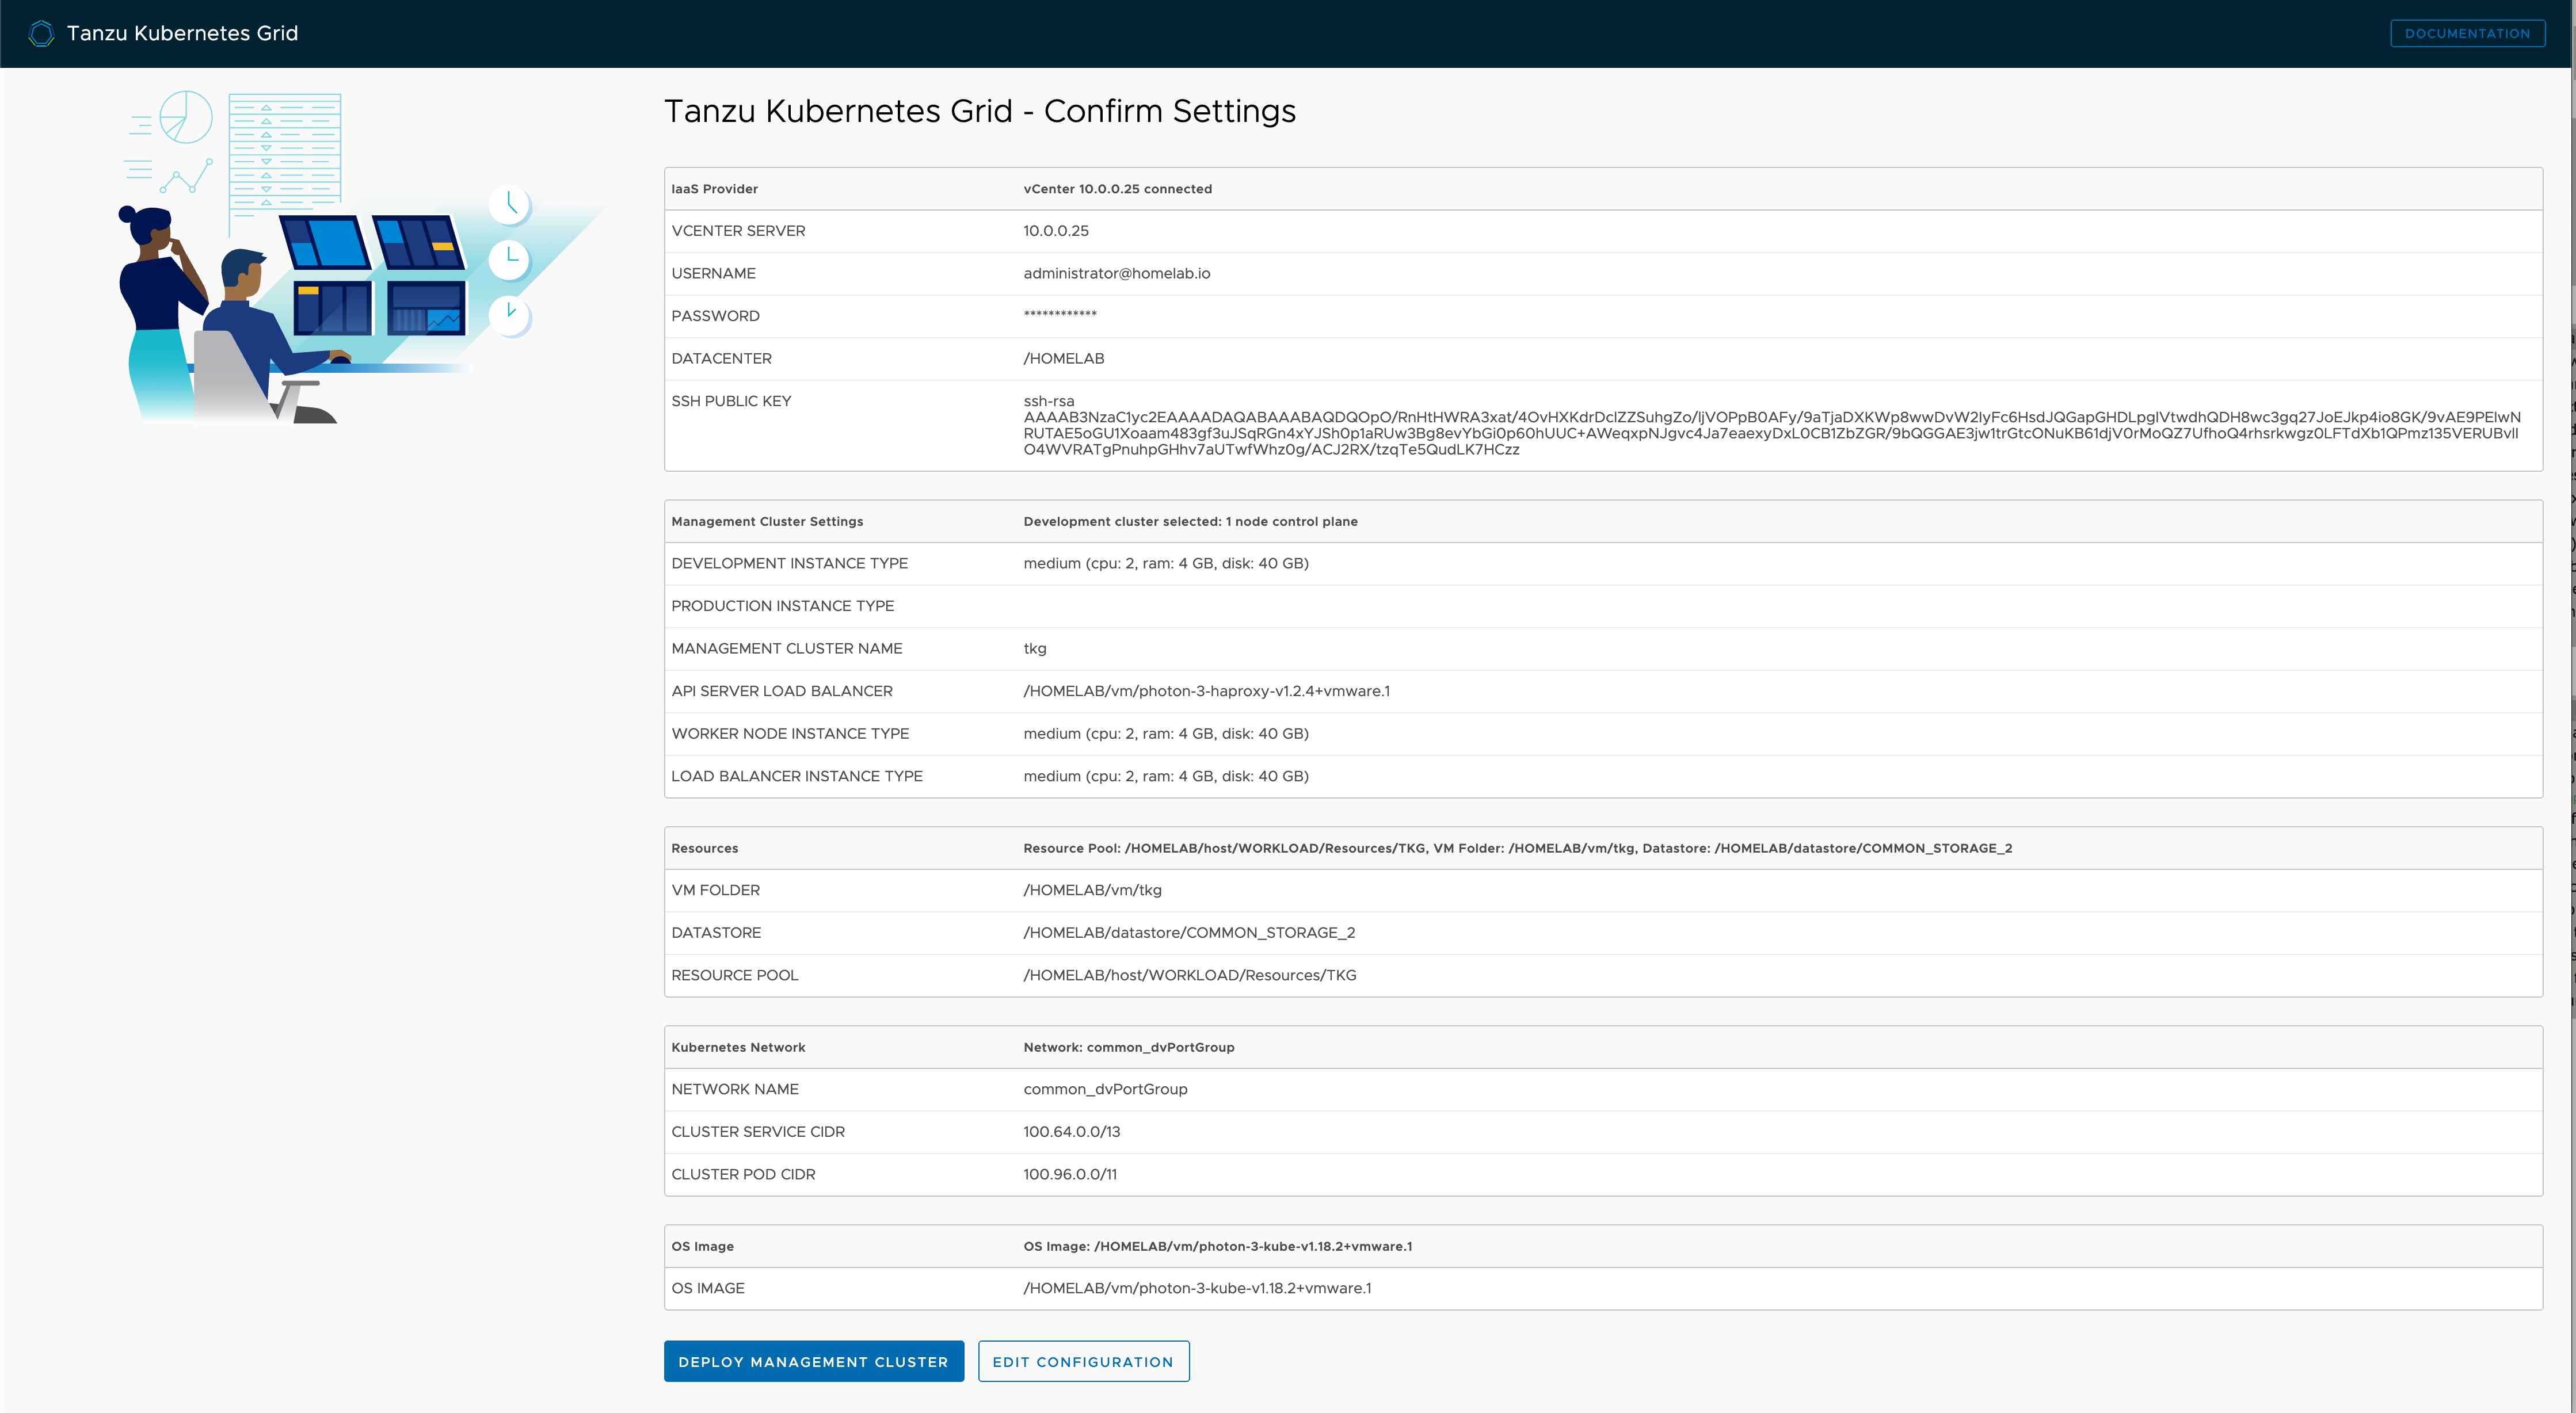 Tanzu Kubernetes Grid
DOCUMENTATION
Tanzu Kubernetes Grid - Confirm Settings
IaaS Provider vCenter 10.0.0.25 connected
VCENTER SERVER 10.0.0.25
USERNAME administrator@homelab.io
PASSWORD ************
DATACENTER /HOMELAB
SSH PUBLIC KEY ssh-rsa
AAAAB3NzaC1yc2EAAAADAQABAAABAQDQOpO/RnHtHWRA3xat/4OvHXKdrDclZZSuhgZo/ljVOPpB0AFy/9aTjaDXKWp8wwDvW2IyFc6HsdJQGapGHDLpglVtwdhQDH8wc3gq27JoEJkp4io8GK/9vAE9PElwN
RUTAE5oGU1Xoaam483gf3uJSqRGn4xYJSh0p1aRUw3Bg8evYbGi0p60hUUC+AWeqxpNJgvc4Ja7eaexyDxL0CB1ZbZGR/9bQGGAE3jw1trGtcONuKB61djV0rMoQZ7UfhoQ4rhsrkwgz0LFTdXb1QPmz135VERUBvlI
O4WVRATgPnuhpGHhv7aUTwfWhz0g/ACJ2RX/tzqTe5QudLK7HCzz
Management Cluster Settings Development cluster selected: 1 node control plane
DEVELOPMENT INSTANCE TYPE medium (cpu: 2, ram: 4 GB, disk: 40 GB)
PRODUCTION INSTANCE TYPE
MANAGEMENT CLUSTER NAME tkg
API SERVER LOAD BALANCER /HOMELAB/vm/photon-3-haproxy-v1.2.4+vmware.1
WORKER NODE INSTANCE TYPE medium (cpu: 2, ram: 4 GB, disk: 40 GB)
LOAD BALANCER INSTANCE TYPE medium (cpu: 2, ram: 4 GB, disk: 40 GB)
Resources Resource Pool: /HOMELAB/host/WORKLOAD/Resources/TKG, VM Folder: /HOMELAB/vm/tkg, Datastore: /HOMELAB/datastore/COMMON_STORAGE_2
VM FOLDER /HOMELAB/vm/tkg
DATASTORE /HOMELAB/datastore/COMMON_STORAGE_2
RESOURCE POOL /HOMELAB/host/WORKLOAD/Resources/TKG
Kubernetes Network Network: common_dvPortGroup
NETWORK NAME common_dvPortGroup
CLUSTER SERVICE CIDR 100.64.0.0/13
CLUSTER POD CIDR 100.96.0.0/11
OS Image OS Image: /HOMELAB/vm/photon-3-kube-v1.18.2+vmware.1
OS IMAGE /HOMELAB/vm/photon-3-kube-v1.18.2+vmware.1
DEPLOY MANAGEMENT CLUSTER EDIT CONFIGURATION